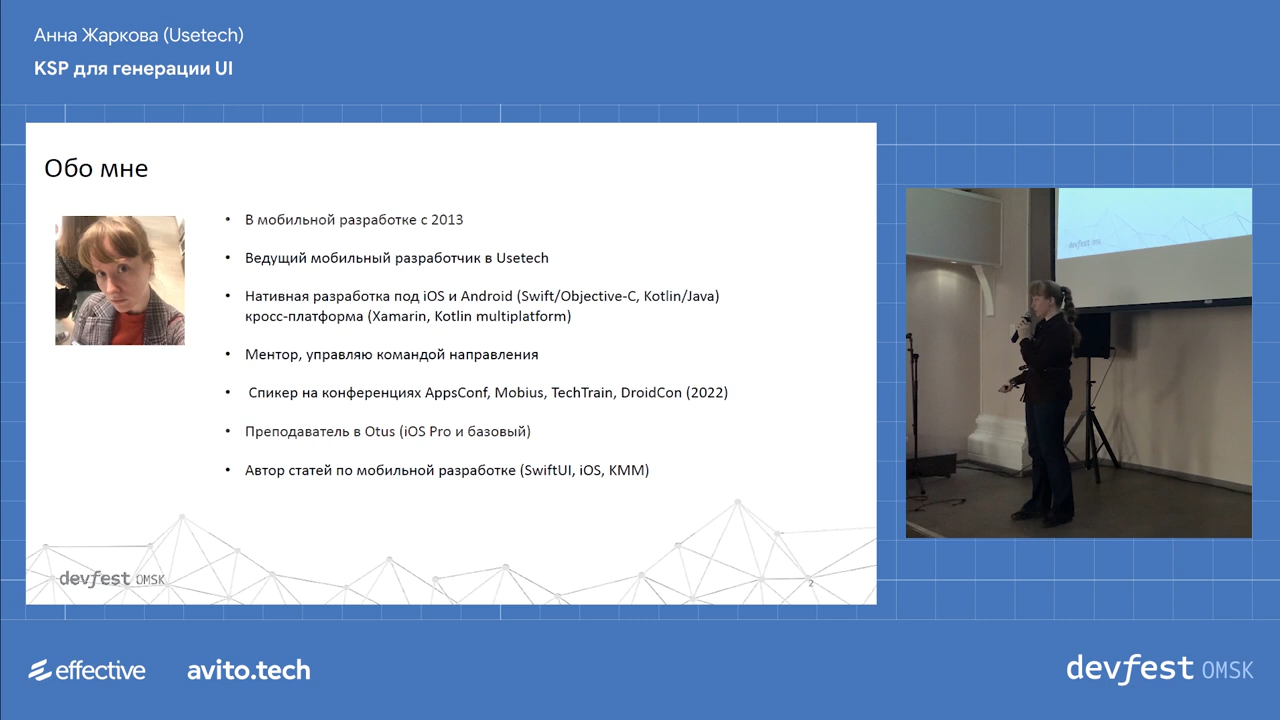 Анна Жаркова (Usetech)
KSP для генерации UI
Обо мне
• В мобильной разработке с 2013
• Ведущий мобильный разработчик в Usetech
• Нативная разработка под iOS и Android (Swift/Objective-C, Kotlin/Java)
кросс-платформа (Xamarin, Kotlin multiplatform)
• Ментор, управляю командой направления
• Спикер на конференциях AppsConf, Mobius, TechTrain, DroidCon (2022)
• Преподаватель в Otus (iOS Pro и базовый)
• Автор статей по мобильной разработке (SwiftUI, iOS, KMM)
devfest OMSK
2
devfest OMSK
effective
avito.tech
devfest OMSK